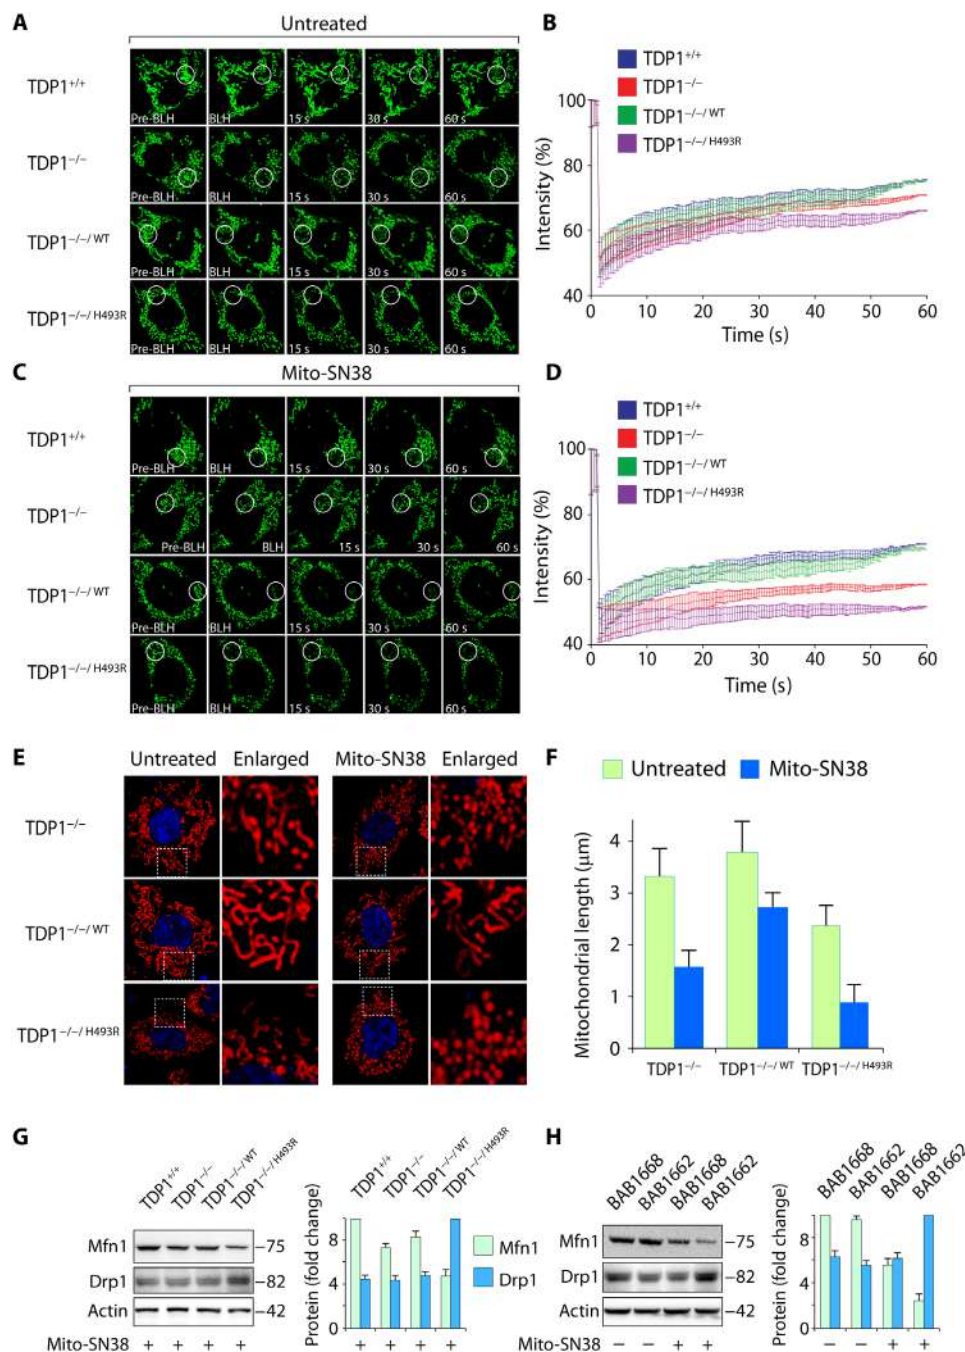 A
Untreated
TDP1+/+
Pre-BLH BLH 15 s 30 s 60 s
TDP1−/−
Pre-BLH BLH 15 s 30 s 60 s
TDP1−/−/ WT
Pre-BLH BLH 15 s 30 s 60 s
TDP1−/−/ H493R
Pre-BLH BLH 15 s 30 s 60 s
B
TDP1+/+
TDP1−/−
TDP1−/−/ WT
TDP1−/−/ H493R
Intensity (%)
100
80
60
40
0 10 20 30 40 50 60
Time (s)
C
Mito-SN38
TDP1+/+
Pre-BLH BLH 15 s 30 s 60 s
TDP1−/−
Pre-BLH BLH 15 s 30 s 60 s
TDP1−/−/ WT
Pre-BLH BLH 15 s 30 s 60 s
TDP1−/−/ H493R
Pre-BLH BLH 15 s 30 s 60 s
D
TDP1+/+
TDP1−/−
TDP1−/−/ WT
TDP1−/−/ H493R
Intensity (%)
100
80
60
40
0 10 20 30 40 50 60
Time (s)
E
Untreated Enlarged Mito-SN38 Enlarged
TDP1−/−
TDP1−/−/ WT
TDP1−/−/ H493R
F
Untreated Mito-SN38
Mitochondrial length (μm)
4
3
2
1
0
TDP1−/− TDP1−/−/ WT TDP1−/−/ H493R
G
TDP1+/+ TDP1−/− TDP1−/−/ WT TDP1−/−/ H493R
Mfn1 –75
Drp1 –82
Actin –42
Mito-SN38 + + + +
TDP1+/+ TDP1−/− TDP1−/−/ WT TDP1−/−/ H493R
Protein (fold change)
8
4
0
+ + + +
Mfn1
Drp1
H
BAB1668 BAB1662 BAB1668 BAB1662
Mfn1 –75
Drp1 –82
Actin –42
Mito-SN38 − − + +
BAB1668 BAB1662 BAB1668 BAB1662
Protein (fold change)
8
4
0
− − + +